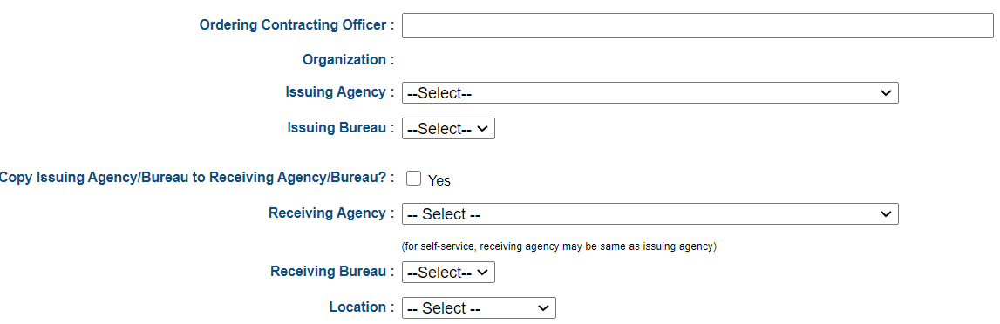 Ordering Contracting Officer :
Organization :
Issuing Agency : --Select--
Issuing Bureau : --Select--
Copy Issuing Agency/Bureau to Receiving Agency/Bureau? : Yes
Receiving Agency : -- Select --
(for self-service, receiving agency may be same as issuing agency)
Receiving Bureau : --Select--
Location : -- Select --